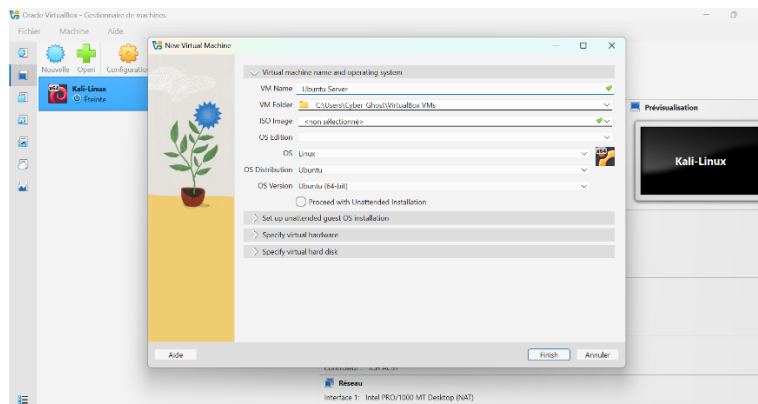 Oracle VirtualBox - Gestionnaire de machines
Fichier Machine Aide
Nouvelle Open Configuration
Kali-Linux
Éteinte
New Virtual Machine
Virtual machine name and operating system
VM Name Ubuntu Server
VM Folder C:\Users\Cyber Ghost\VirtualBox VMs
ISO Image <non sélectionné>
OS Edition
OS Linux
OS Distribution Ubuntu
OS Version Ubuntu (64-bit)
Proceed with Unattended Installation
Set up unattended guest OS installation
Specify virtual hardware
Specify virtual hard disk
Aide Finish Annuler
Prévisualisation
Kali-Linux
Réseau
Interface 1: Intel PRO/1000 MT Desktop (NAT)